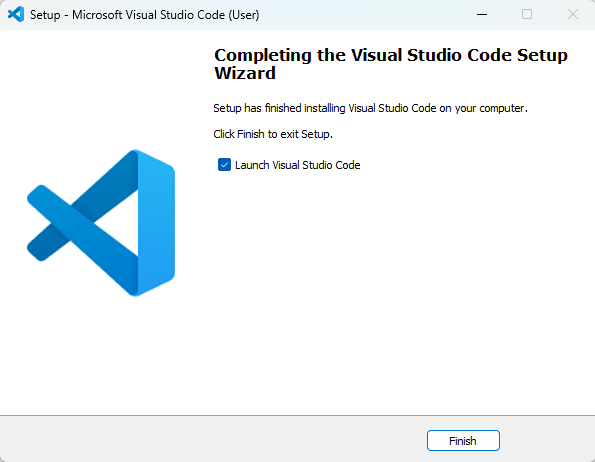 Setup - Microsoft Visual Studio Code (User)
Completing the Visual Studio Code Setup
Wizard
Setup has finished installing Visual Studio Code on your computer.
Click Finish to exit Setup.
Launch Visual Studio Code
Finish